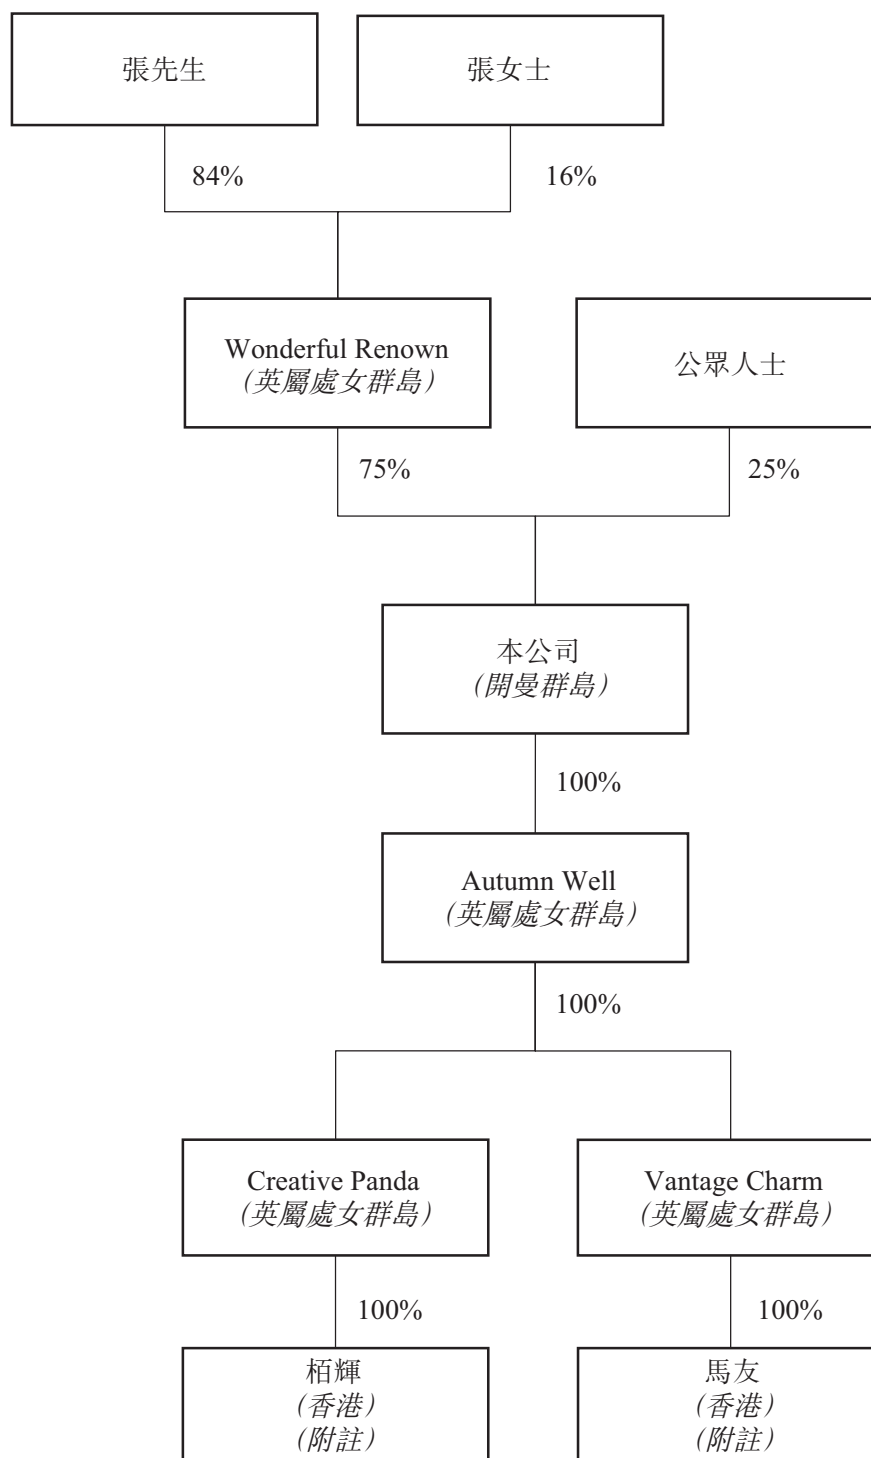 張先生
張女士
84%
16%
Wonderful Renown
(英屬處女群島)
公眾人士
75%
25%
本公司
(開曼群島)
100%
Autumn Well
(英屬處女群島)
100%
Creative Panda
(英屬處女群島)
Vantage Charm
(英屬處女群島)
100%
100%
栢輝
(香港)
(附註)
馬友
(香港)
(附註)